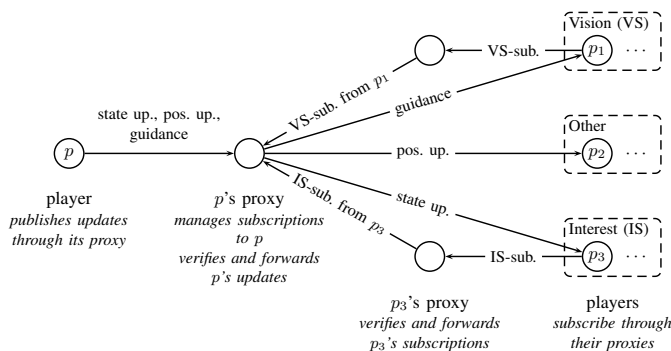 Vision (VS)
p1 ···
VS-sub.
VS-sub. from p1
guidance
state up., pos. up.,
guidance
Other
p
pos. up.
p2 ···
player
publishes updates
through its proxy
p's proxy
manages subscriptions
to p
verifies and forwards
p's updates
IS-sub. from p3
state up.
Interest (IS)
IS-sub.
p3 ···
p3's proxy
verifies and forwards
p3's subscriptions
players
subscribe through
their proxies